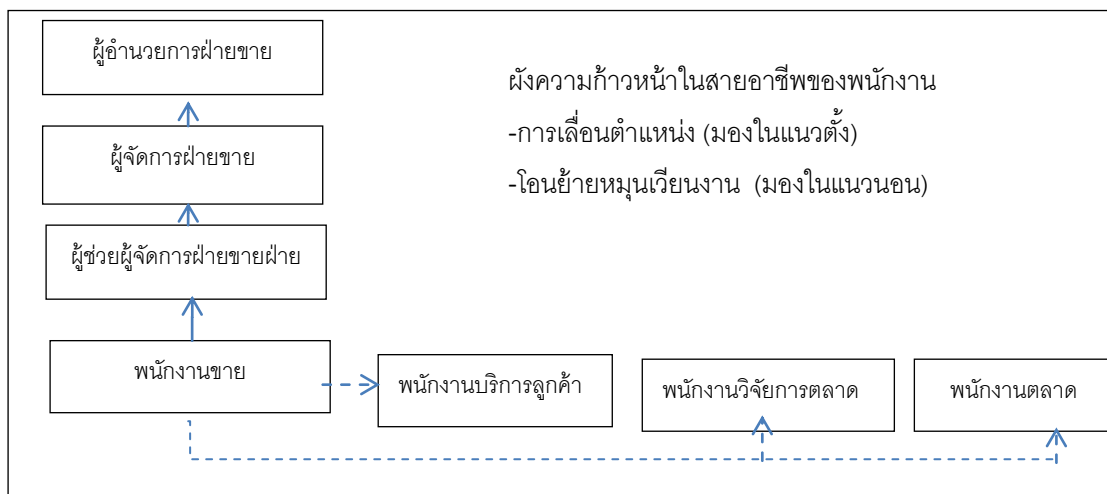 ผู้อำนวยการฝ่ายขาย
ผังความก้าวหน้าในสายอาชีพของพนักงาน
-การเลื่อนตำแหน่ง (มองในแนวตั้ง)
-โอนย้ายหมุนเวียนงาน (มองในแนวนอน)
ผู้จัดการฝ่ายขาย
ผู้ช่วยผู้จัดการฝ่ายขายฝ่าย
พนักงานขาย
พนักงานบริการลูกค้า
พนักงานวิจัยการตลาด
พนักงานตลาด